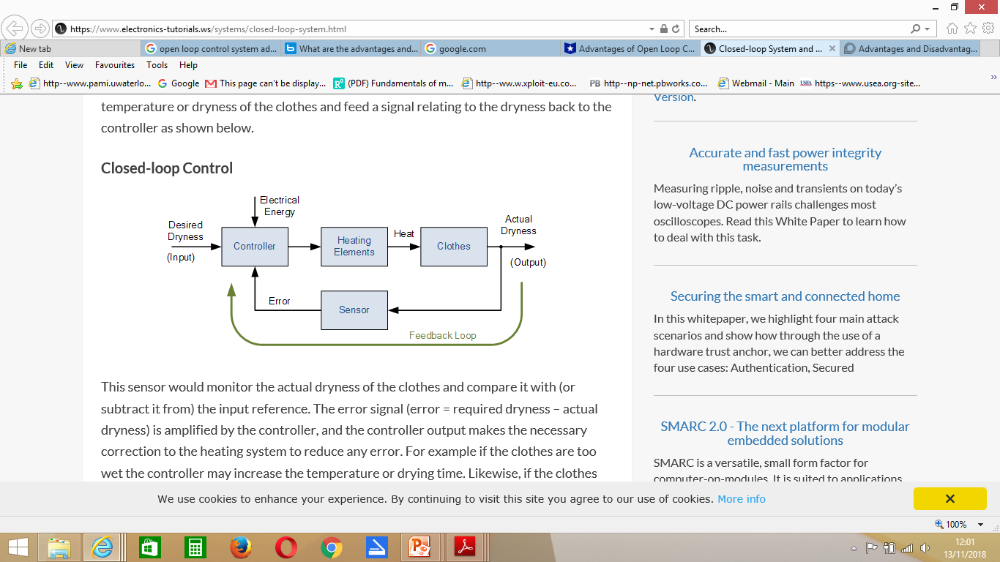 https://www.electronics-tutorials.ws/systems/closed-loop-system.html
Search...
New tab
open loop control system ad...
What are the advantages and...
google.com
Advantages of Open Loop C...
Closed-loop System and ...
Advantages and Disadvantag...
File Edit View Favourites Tools Help
http--www.pami.uwaterlo...
Google
This page can't be display...
(PDF) Fundamentals of m...
http--ww.w.xploit-eu.co...
PB http--np-net.pbworks.co...
Webmail - Main
USEA https--www.usea.org-site...
temperature or dryness of the clothes and feed a signal relating to the dryness back to the
controller as shown below.
Closed-loop Control
Electrical
Energy
Desired
Dryness
(Input)
Controller
Heating
Elements
Heat
Clothes
Actual
Dryness
(Output)
Error
Sensor
Feedback Loop
This sensor would monitor the actual dryness of the clothes and compare it with (or
subtract it from) the input reference. The error signal (error = required dryness – actual
dryness) is amplified by the controller, and the controller output makes the necessary
correction to the heating system to reduce any error. For example if the clothes are too
wet the controller may increase the temperature or drying time. Likewise, if the clothes
Version.
Accurate and fast power integrity
measurements
Measuring ripple, noise and transients on today's
low-voltage DC power rails challenges most
oscilloscopes. Read this White Paper to learn how
to deal with this task.
Securing the smart and connected home
In this whitepaper, we highlight four main attack
scenarios and show how through the use of a
hardware trust anchor, we can better address the
four use cases: Authentication, Secured
SMARC 2.0 - The next platform for modular
embedded solutions
SMARC is a versatile, small form factor for
computer-on-modules. It is suited to applications
We use cookies to enhance your experience. By continuing to visit this site you agree to our use of cookies. More info
100%
12:01
13/11/2018